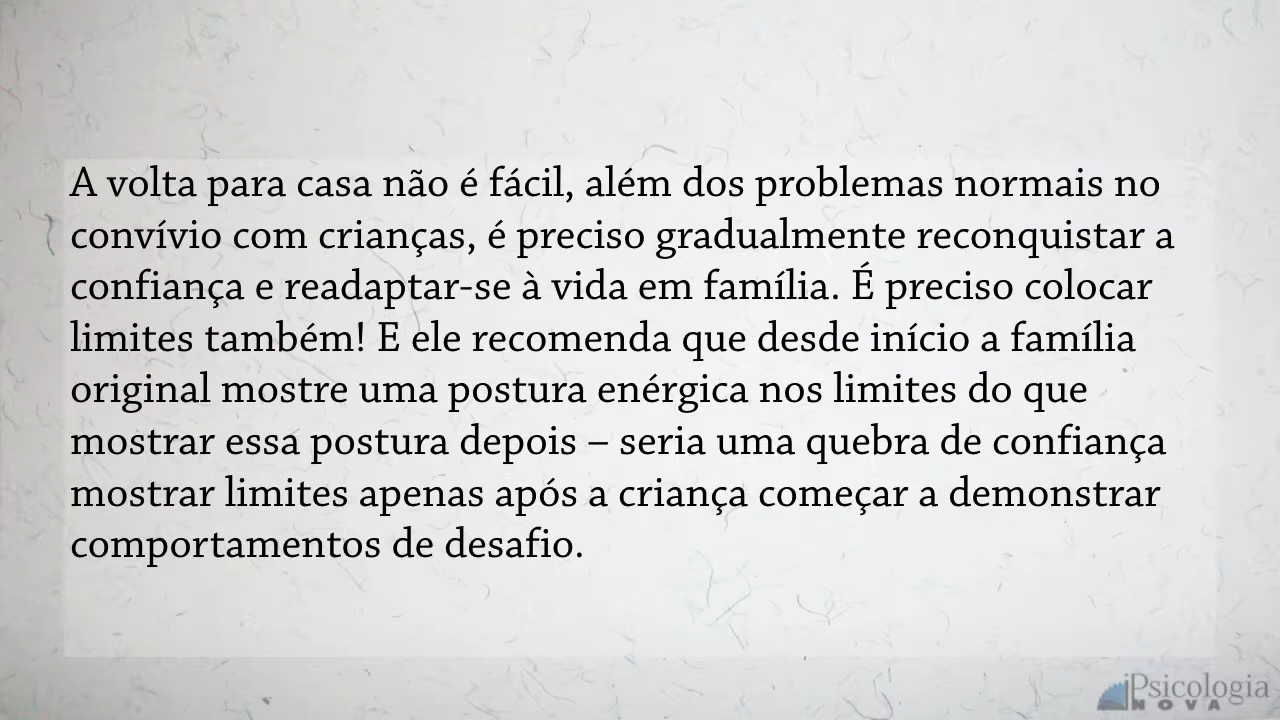 A volta para casa não é fácil, além dos problemas normais no
convívio com crianças, é preciso gradualmente reconquistar a
confiança e readaptar-se à vida em família. É preciso colocar
limites também! E ele recomenda que desde início a família
original mostre uma postura enérgica nos limites do que
mostrar essa postura depois – seria uma quebra de confiança
mostrar limites apenas após a criança começar a demonstrar
comportamentos de desafio.
Psicologia
NOVA